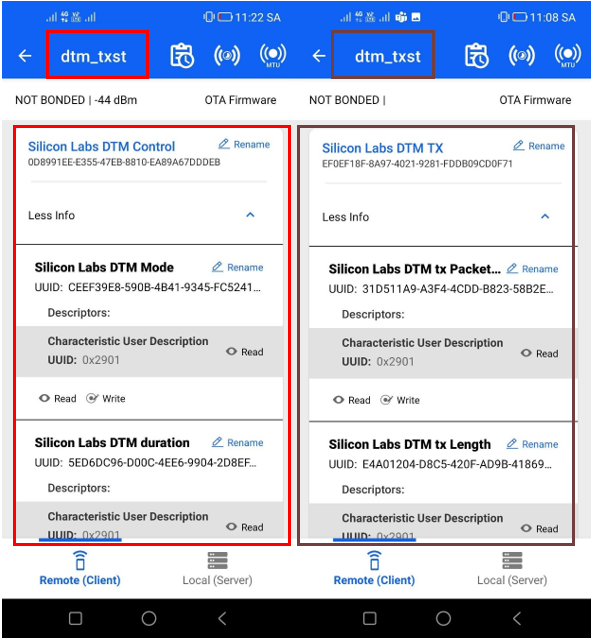 11:22 SA
dtm_txst
MTU
NOT BONDED | -44 dBm
OTA Firmware
Silicon Labs DTM Control
Rename
0D8991EE-E355-47EB-8810-EA89A67DDDEB
Less Info
Silicon Labs DTM Mode
Rename
UUID: CEEF39E8-590B-4B41-9345-FC5241...
Descriptors:
Characteristic User Description
UUID: 0x2901
Read
Read
Write
Silicon Labs DTM duration
Rename
UUID: 5ED6DC96-D00C-4EE6-9904-2D8EF...
Descriptors:
Characteristic User Description
UUID: 0x2901
Read
Remote (Client)
Local (Server)
11:08 SA
dtm_txst
MTU
NOT BONDED |
OTA Firmware
Silicon Labs DTM TX
Rename
EF0EF18F-8A97-4021-9281-FDDB09CD0F71
Less Info
Silicon Labs DTM tx Packet...
Rename
UUID: 31D511A9-A3F4-4CDD-B823-58B2E...
Descriptors:
Characteristic User Description
UUID: 0x2901
Read
Read
Write
Silicon Labs DTM tx Length
Rename
UUID: E4A01204-D8C5-420F-AD9B-41869...
Descriptors:
Characteristic User Description
UUID: 0x2901
Read
Remote (Client)
Local (Server)